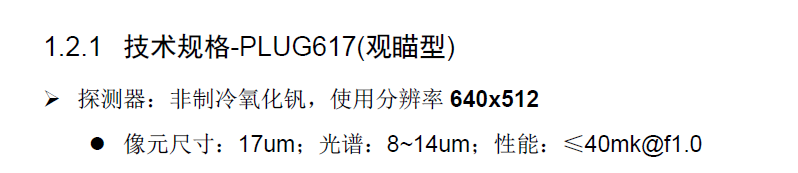 1.2.1 技术规格-PLUG617(观瞄型)
➢ 探测器：非制冷氧化钒，使用分辨率 640x512
● 像元尺寸：17um；光谱：8~14um；性能：≤40mk@f1.0